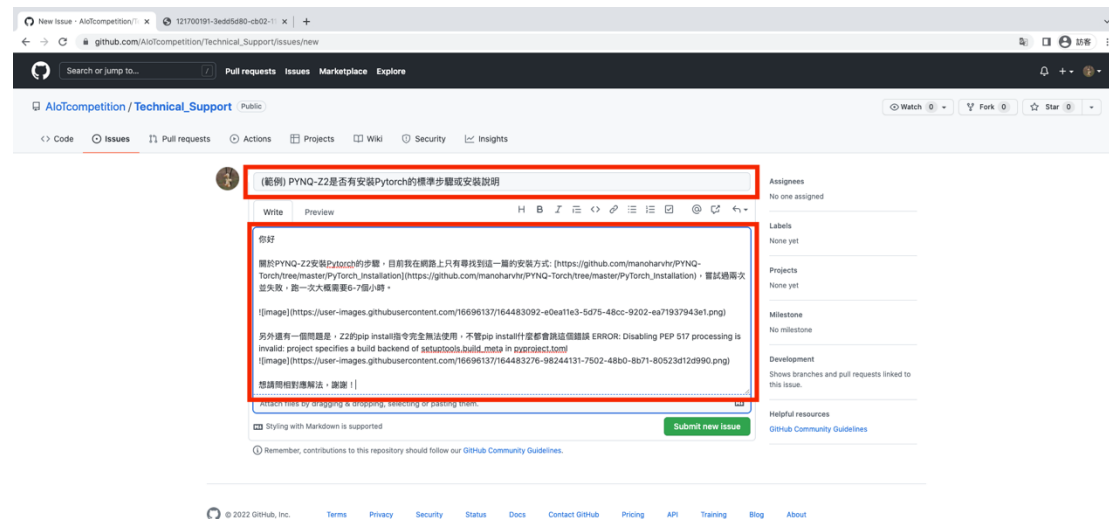 New Issue · AIoTcompetition/T
121700191-3edd5d80-cb02-11
github.com/AIoTcompetition/Technical_Support/issues/new
訪客
Search or jump to...
/
Pull requests Issues Marketplace Explore
AIoTcompetition / Technical_Support Public
Watch 0
Fork 0
Star 0
Code Issues Pull requests Actions Projects Wiki Security Insights
(範例) PYNQ-Z2是否有安裝Pytorch的標準步驟或安裝說明
Write Preview
你好
關於PYNQ-Z2安裝Pytorch的步驟，目前我在網路上只有尋找到這一篇的安裝方式: [https://github.com/manoharvhr/PYNQ-
Torch/tree/master/PyTorch_Installation](https://github.com/manoharvhr/PYNQ-Torch/tree/master/PyTorch_Installation)，嘗試過兩次
並失敗，跑一次大概需要6-7個小時。
![image](https://user-images.githubusercontent.com/16696137/164483092-e0ea11e3-5d75-48cc-9202-ea71937943e1.png)
另外還有一個問題是，Z2的pip install指令完全無法使用，不管pip install什麼都會跳這個錯誤 ERROR: Disabling PEP 517 processing is
invalid: project specifies a build backend of setuptools.build_meta in pyproject.toml
![image](https://user-images.githubusercontent.com/16696137/164483276-98244131-7502-48b0-8b71-80523d12d990.png)
想請問相對應解法，謝謝！
Attach files by dragging & dropping, selecting or pasting them.
Styling with Markdown is supported
Submit new issue
Remember, contributions to this repository should follow our GitHub Community Guidelines.
Assignees
No one assigned
Labels
None yet
Projects
None yet
Milestone
No milestone
Development
Shows branches and pull requests linked to
this issue.
Helpful resources
GitHub Community Guidelines
© 2022 GitHub, Inc. Terms Privacy Security Status Docs Contact GitHub Pricing API Training Blog About